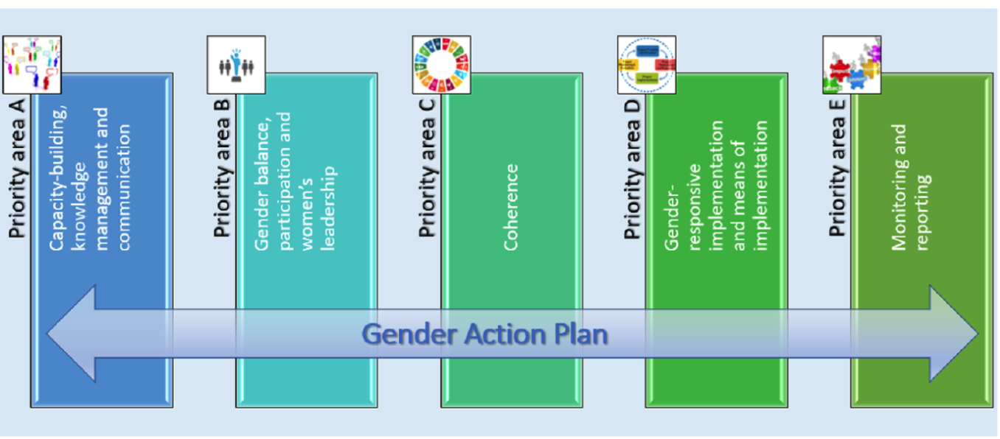 Priority area A
Capacity-building,
knowledge
management and
communication
Priority area B
Gender balance,
participation and
women's
leadership
Priority area C
Coherence
Priority area D
Gender-
responsive
implementation
and means of
implementation
Priority area E
Monitoring and
reporting
Gender Action Plan